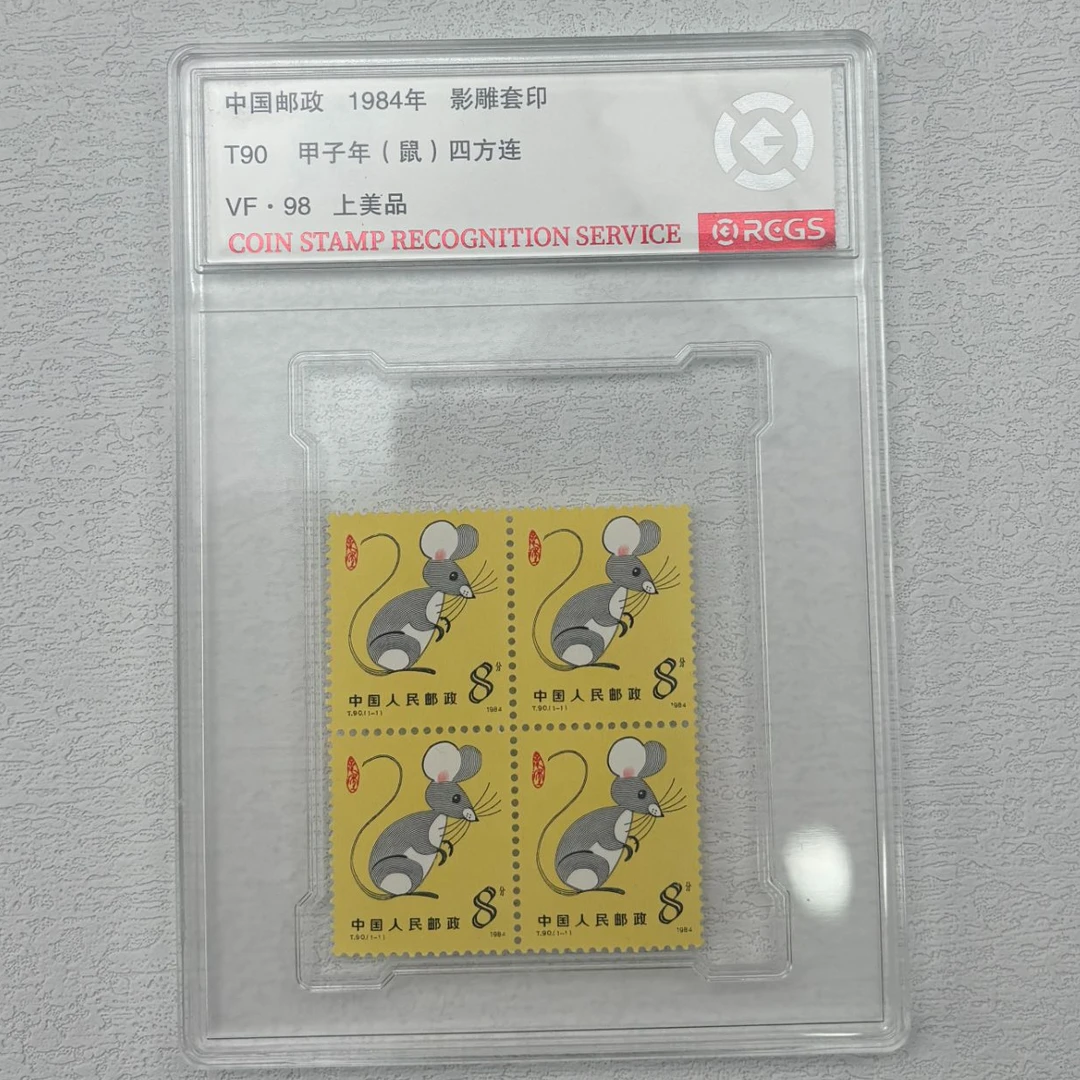 中国邮政 1984年 影雕套印
T90 甲子年(鼠)四方连
VF·98 上美品
COIN STAMP RECOGNITION SERVICE
RCGS
8分
中国人民邮政
T.90.(1-1) 1984
8分
中国人民邮政
T.90.(1-1) 1984
8分
中国人民邮政
T.90.(1-1) 1984
8分
中国人民邮政
T.90.(1-1) 1984